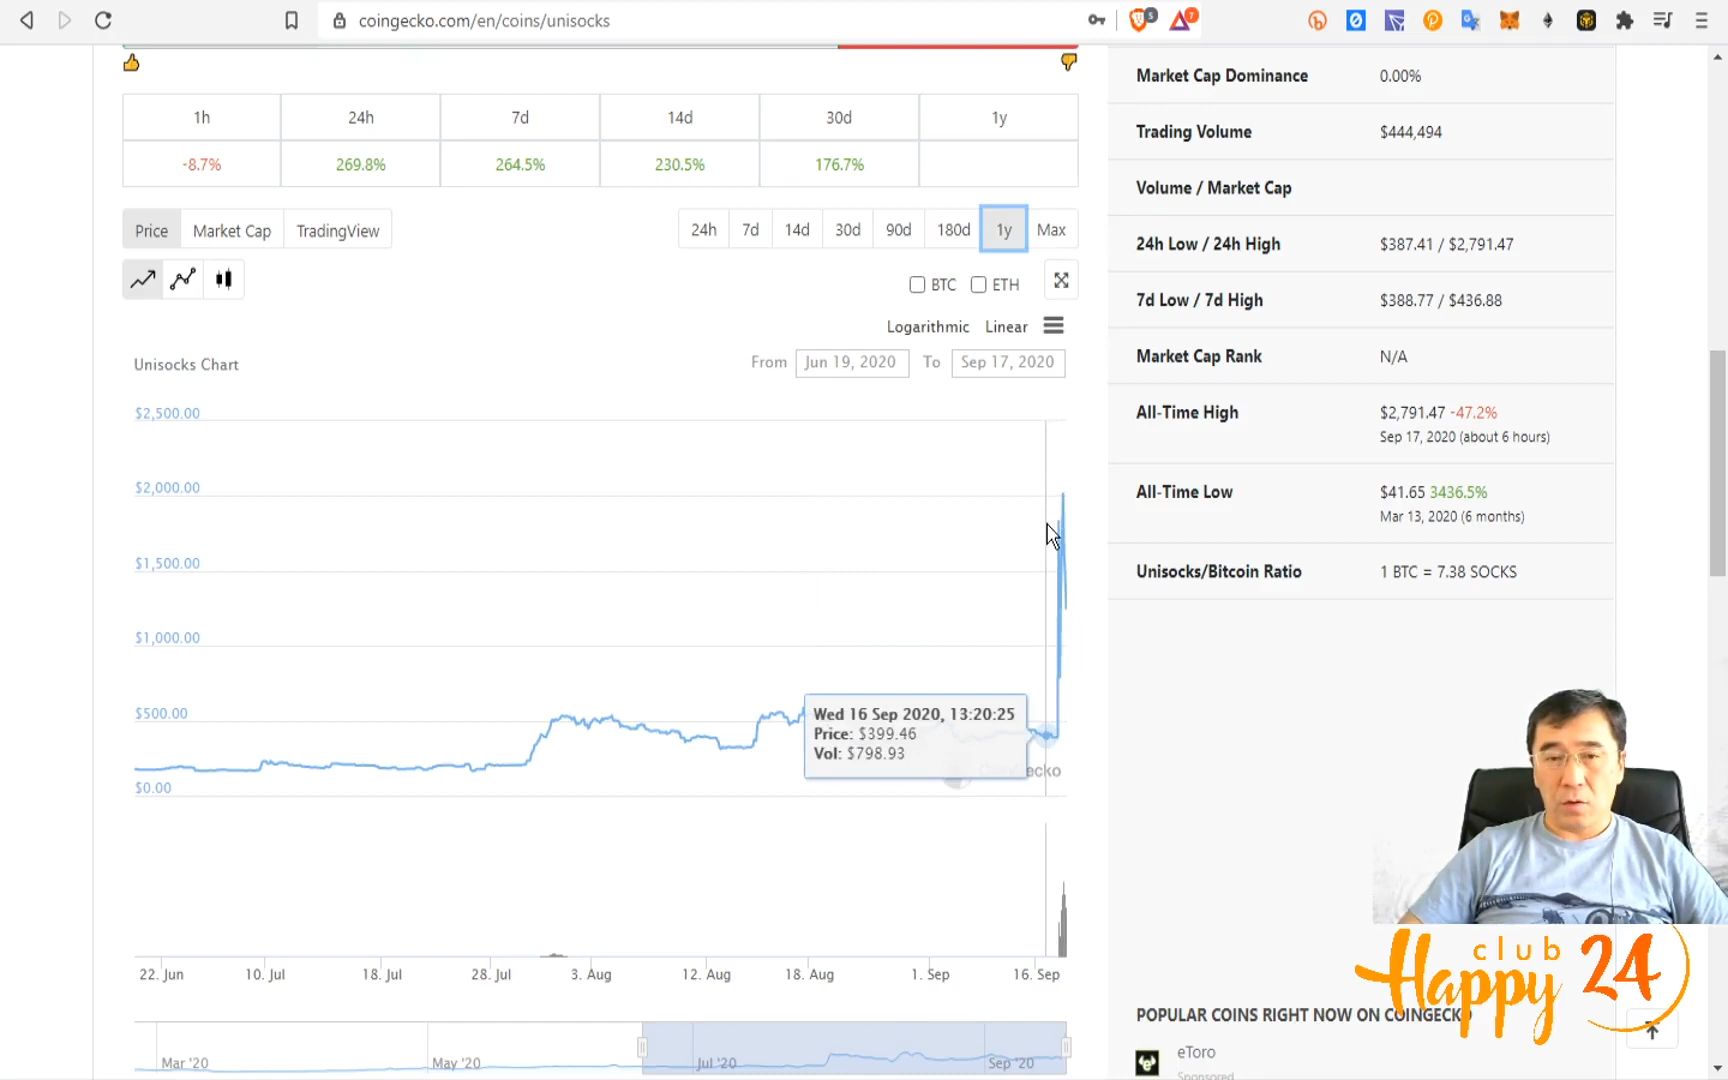 coingecko.com/en/coins/unisocks
5
7
1h 24h 7d 14d 30d 1y
-8.7% 269.8% 264.5% 230.5% 176.7%
Price Market Cap TradingView
24h 7d 14d 30d 90d 180d 1y Max
BTC ETH
Logarithmic Linear
Unisocks Chart
From Jun 19, 2020 To Sep 17, 2020
$2,500.00
$2,000.00
$1,500.00
$1,000.00
$500.00
$0.00
Wed 16 Sep 2020, 13:20:25
Price: $399.46
Vol: $798.93
ecko
22. Jun 10. Jul 18. Jul 28. Jul 3. Aug 12. Aug 18. Aug 1. Sep 16. Sep
Mar '20 May '20 Jul '20 Sep '20
Market Cap Dominance 0.00%
Trading Volume $444,494
Volume / Market Cap
24h Low / 24h High $387.41 / $2,791.47
7d Low / 7d High $388.77 / $436.88
Market Cap Rank N/A
All-Time High $2,791.47 -47.2%
Sep 17, 2020 (about 6 hours)
All-Time Low $41.65 3436.5%
Mar 13, 2020 (6 months)
Unisocks/Bitcoin Ratio 1 BTC = 7.38 SOCKS
club
Happy 24
POPULAR COINS RIGHT NOW ON COINGECKO
eToro
Sponsored